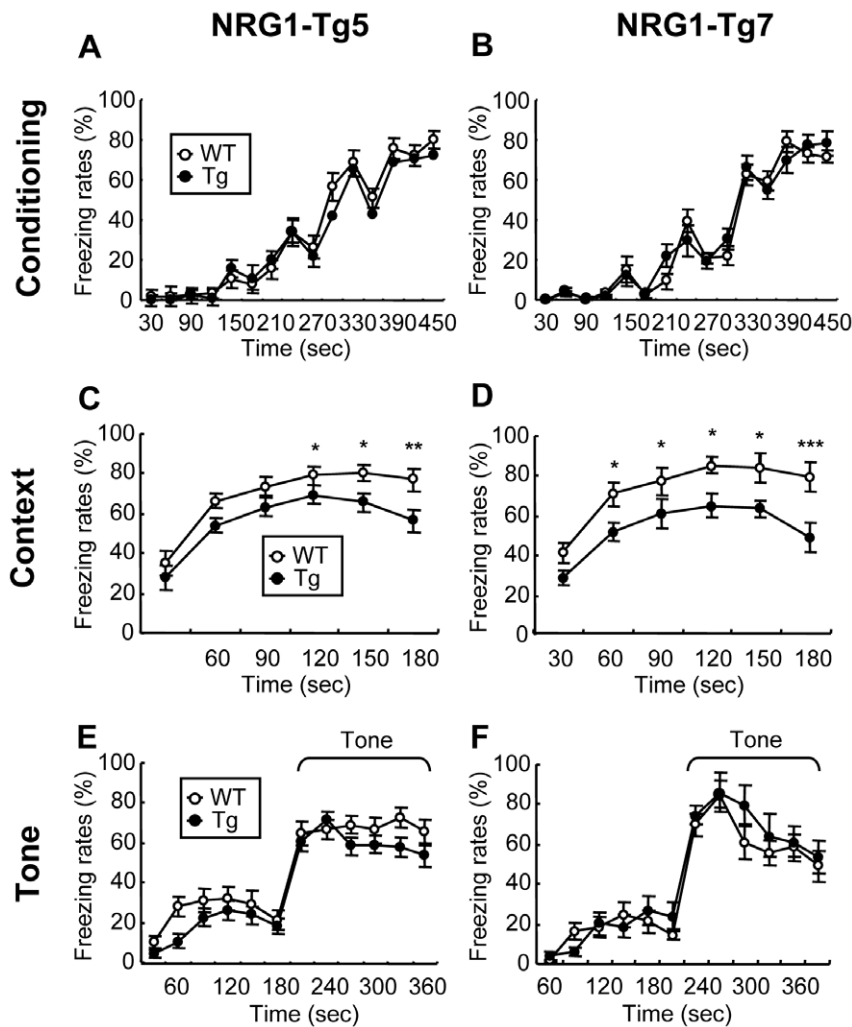 NRG1-Tg5
NRG1-Tg7
Conditioning
A
Freezing rates (%)
100
80
60
40
20
0
WT
Tg
30 90 150 210 270 330 390 450
Time (sec)
B
Freezing rates (%)
100
80
60
40
20
0
30 90 150 210 270 330 390 450
Time (sec)
Context
C
Freezing rates (%)
100
80
60
40
20
0
* * **
WT
Tg
60 90 120 150 180
Time (sec)
D
Freezing rates (%)
100
80
60
40
20
0
* * * * ***
WT
Tg
30 60 90 120 150 180
Time (sec)
Tone
E
Tone
Freezing rates (%)
100
80
60
40
20
0
WT
Tg
60 120 180 240 300 360
Time (sec)
F
Tone
Freezing rates (%)
100
80
60
40
20
0
60 120 180 240 300 360
Time (sec)